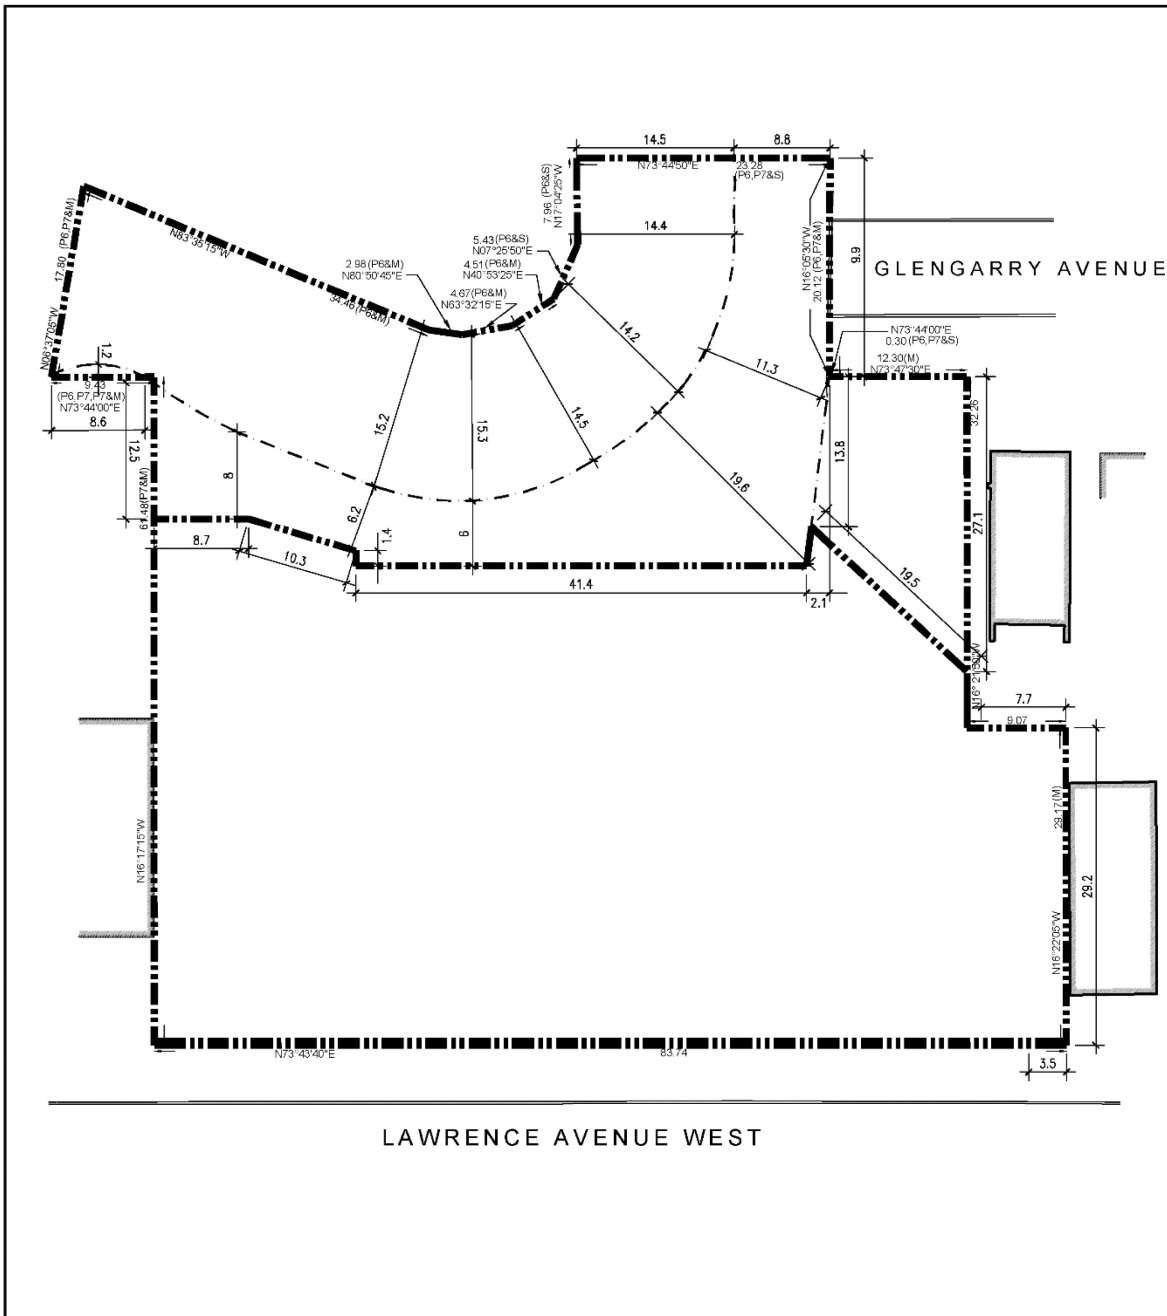 14.5
8.8
N73°44'50"E
23.28
(P6,P7&S)
7.96 (P6&S)
N17°04'25"W
14.4
N16°05'30"W
20.12 (P6,P7&M)
9.9
GLENGARRY AVENUE
N83°35'15"W
34.46(P6&M)
17.80 (P6,P7&M)
N06°37'05"W
5.43(P6&S)
N07°25'50"E
2.98(P6&M)
N80°50'45"E
4.51(P6&M)
N40°53'25"E
4.67(P6&M)
N63°32'15"E
N73°44'00"E
0.30(P6,P7&S)
12.30(M)
N73°47'30"E
1.2
9.43
(P6,P7,P7&M)
N73°44'00"E
8.6
12.5
61.48(P7&M)
14.2
11.3
15.2
15.3
14.5
13.8
32.26
27.1
8
19.6
6.2
6
1.4
8.7
10.3
41.4
2.1
19.5
7.7
9.07
29.17(M)
29.2
N16°17'15"W
N16°22'05"W
N73°43'40"E
83.74
3.5
LAWRENCE AVENUE WEST